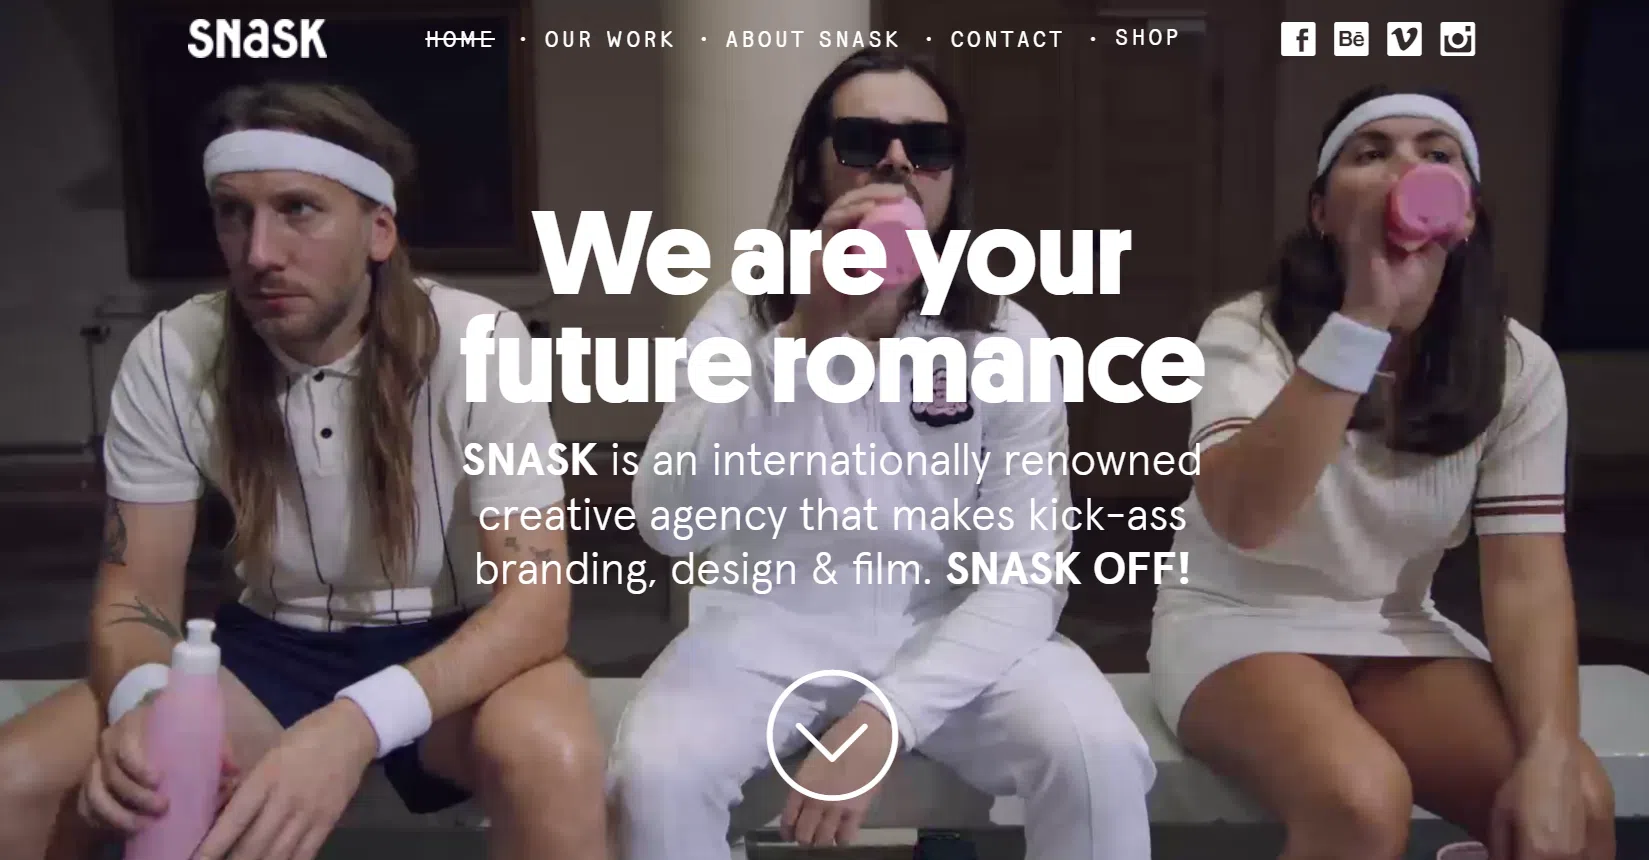 SNASK
HOME • OUR WORK • ABOUT SNASK • CONTACT • SHOP
f Bē V
We are your
future romance
SNASK is an internationally renowned
creative agency that makes kick-ass
branding, design & film. SNASK OFF!